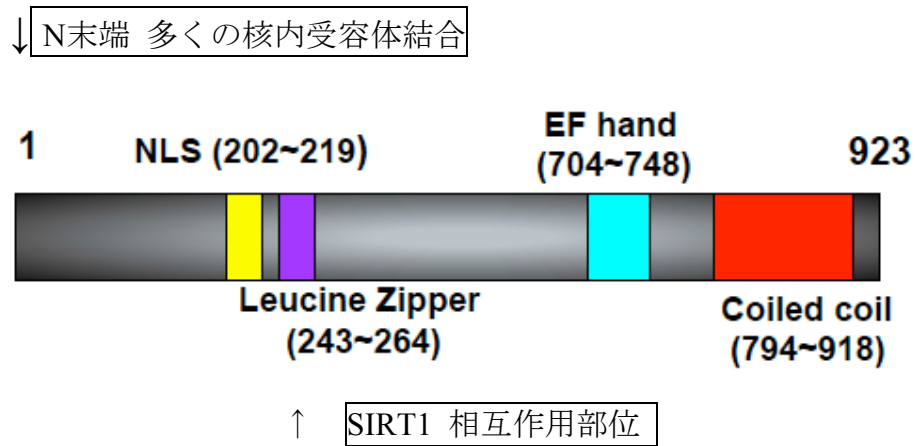 ↓ N末端 多くの核内受容体結合
1 NLS (202~219) EF hand (704~748) 923
Leucine Zipper (243~264) Coiled coil (794~918)
↑ SIRT1 相互作用部位